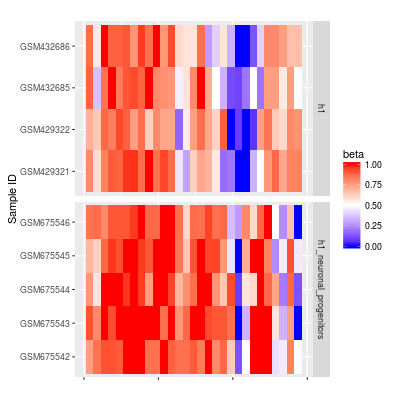 Sample ID
GSM432686
GSM432685
GSM429322
GSM429321
h1
GSM675546
GSM675545
GSM675544
GSM675543
GSM675542
h1_neuronal_progenitors
beta
1.00
0.75
0.50
0.25
0.00